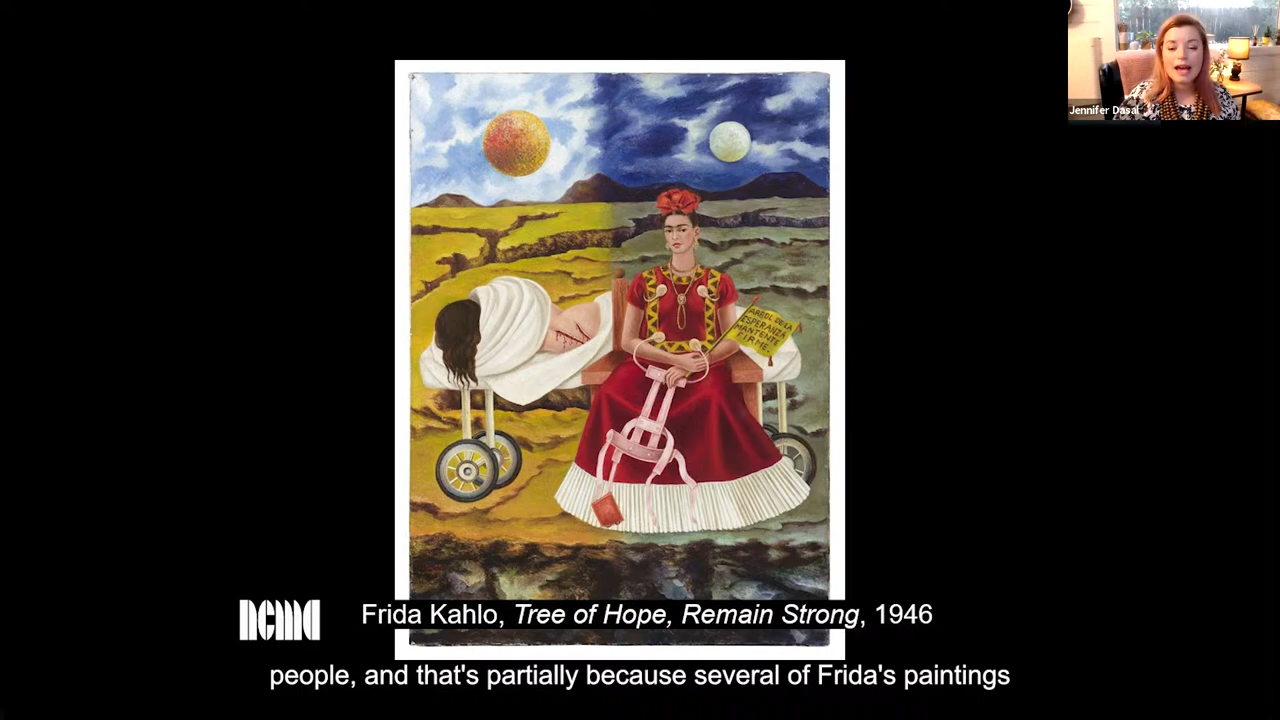 Jennifer Dasal
ARBOL DE LA
ESPERANZA
MANTENTE
FIRME.
NCMA
Frida Kahlo, Tree of Hope, Remain Strong, 1946
people, and that's partially because several of Frida's paintings